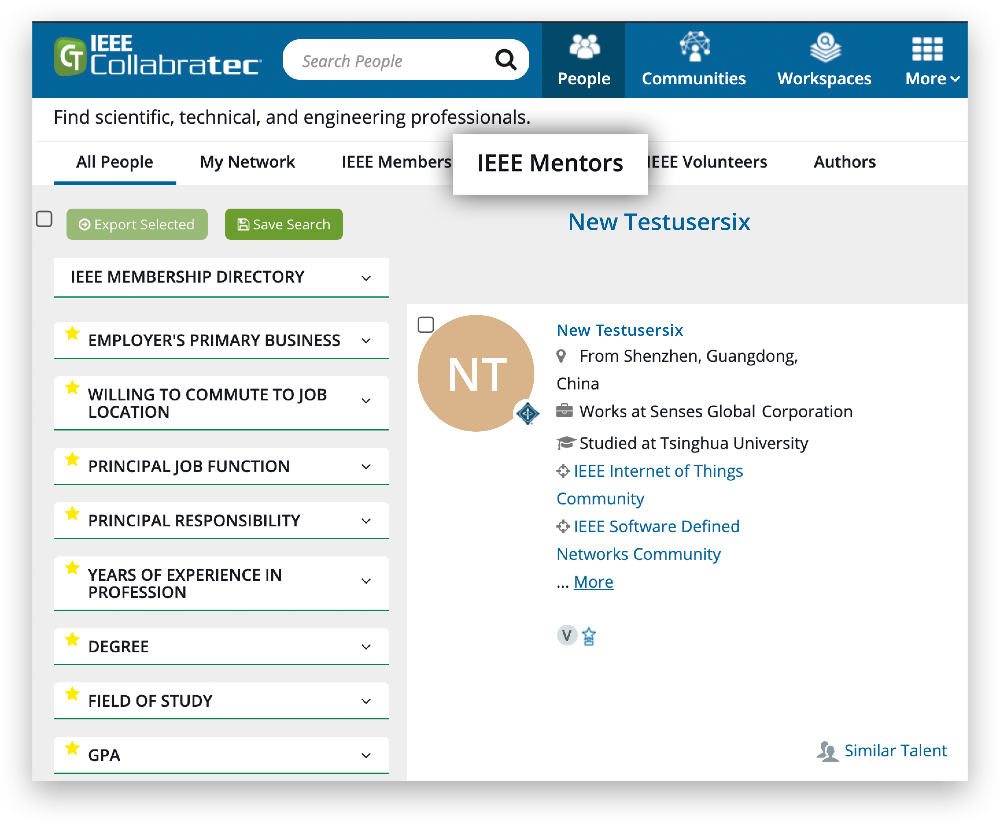 IEEE
Collabratec
Search People
People
Communities
Workspaces
More
Find scientific, technical, and engineering professionals.
All People
My Network
IEEE Members
IEEE Mentors
IEEE Volunteers
Authors
Export Selected
Save Search
New Testusersix
IEEE MEMBERSHIP DIRECTORY
EMPLOYER'S PRIMARY BUSINESS
WILLING TO COMMUTE TO JOB
LOCATION
PRINCIPAL JOB FUNCTION
PRINCIPAL RESPONSIBILITY
YEARS OF EXPERIENCE IN
PROFESSION
DEGREE
FIELD OF STUDY
GPA
NT
New Testusersix
From Shenzhen, Guangdong,
China
Works at Senses Global Corporation
Studied at Tsinghua University
IEEE Internet of Things
Community
IEEE Software Defined
Networks Community
... More
V
Similar Talent